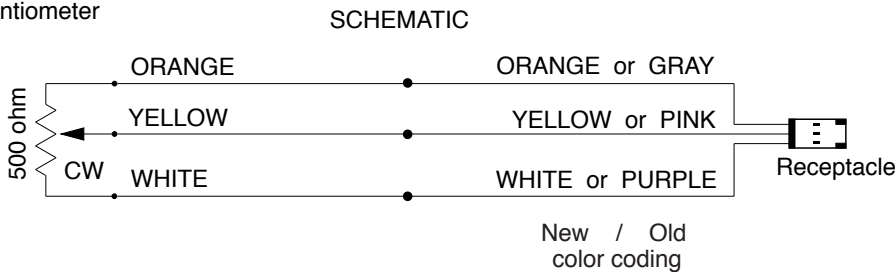 ntiometer
SCHEMATIC
ORANGE
ORANGE or GRAY
500 ohm
YELLOW
YELLOW or PINK
CW
WHITE
WHITE or PURPLE
Receptacle
New / Old
color coding